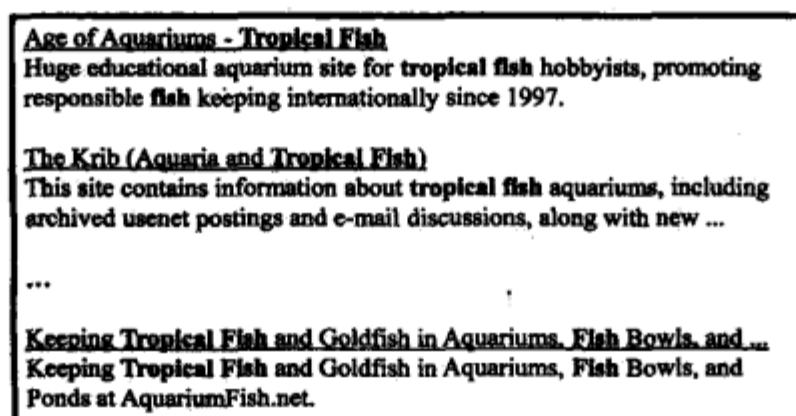 Age of Aquariums - Tropical Fish
Huge educational aquarium site for tropical fish hobbyists, promoting
responsible fish keeping internationally since 1997.
The Krib (Aquaria and Tropical Fish)
This site contains information about tropical fish aquariums, including
archived usenet postings and e-mail discussions, along with new ...
...
Keeping Tropical Fish and Goldfish in Aquariums, Fish Bowls, and ...
Keeping Tropical Fish and Goldfish in Aquariums, Fish Bowls, and
Ponds at AquariumFish.net.